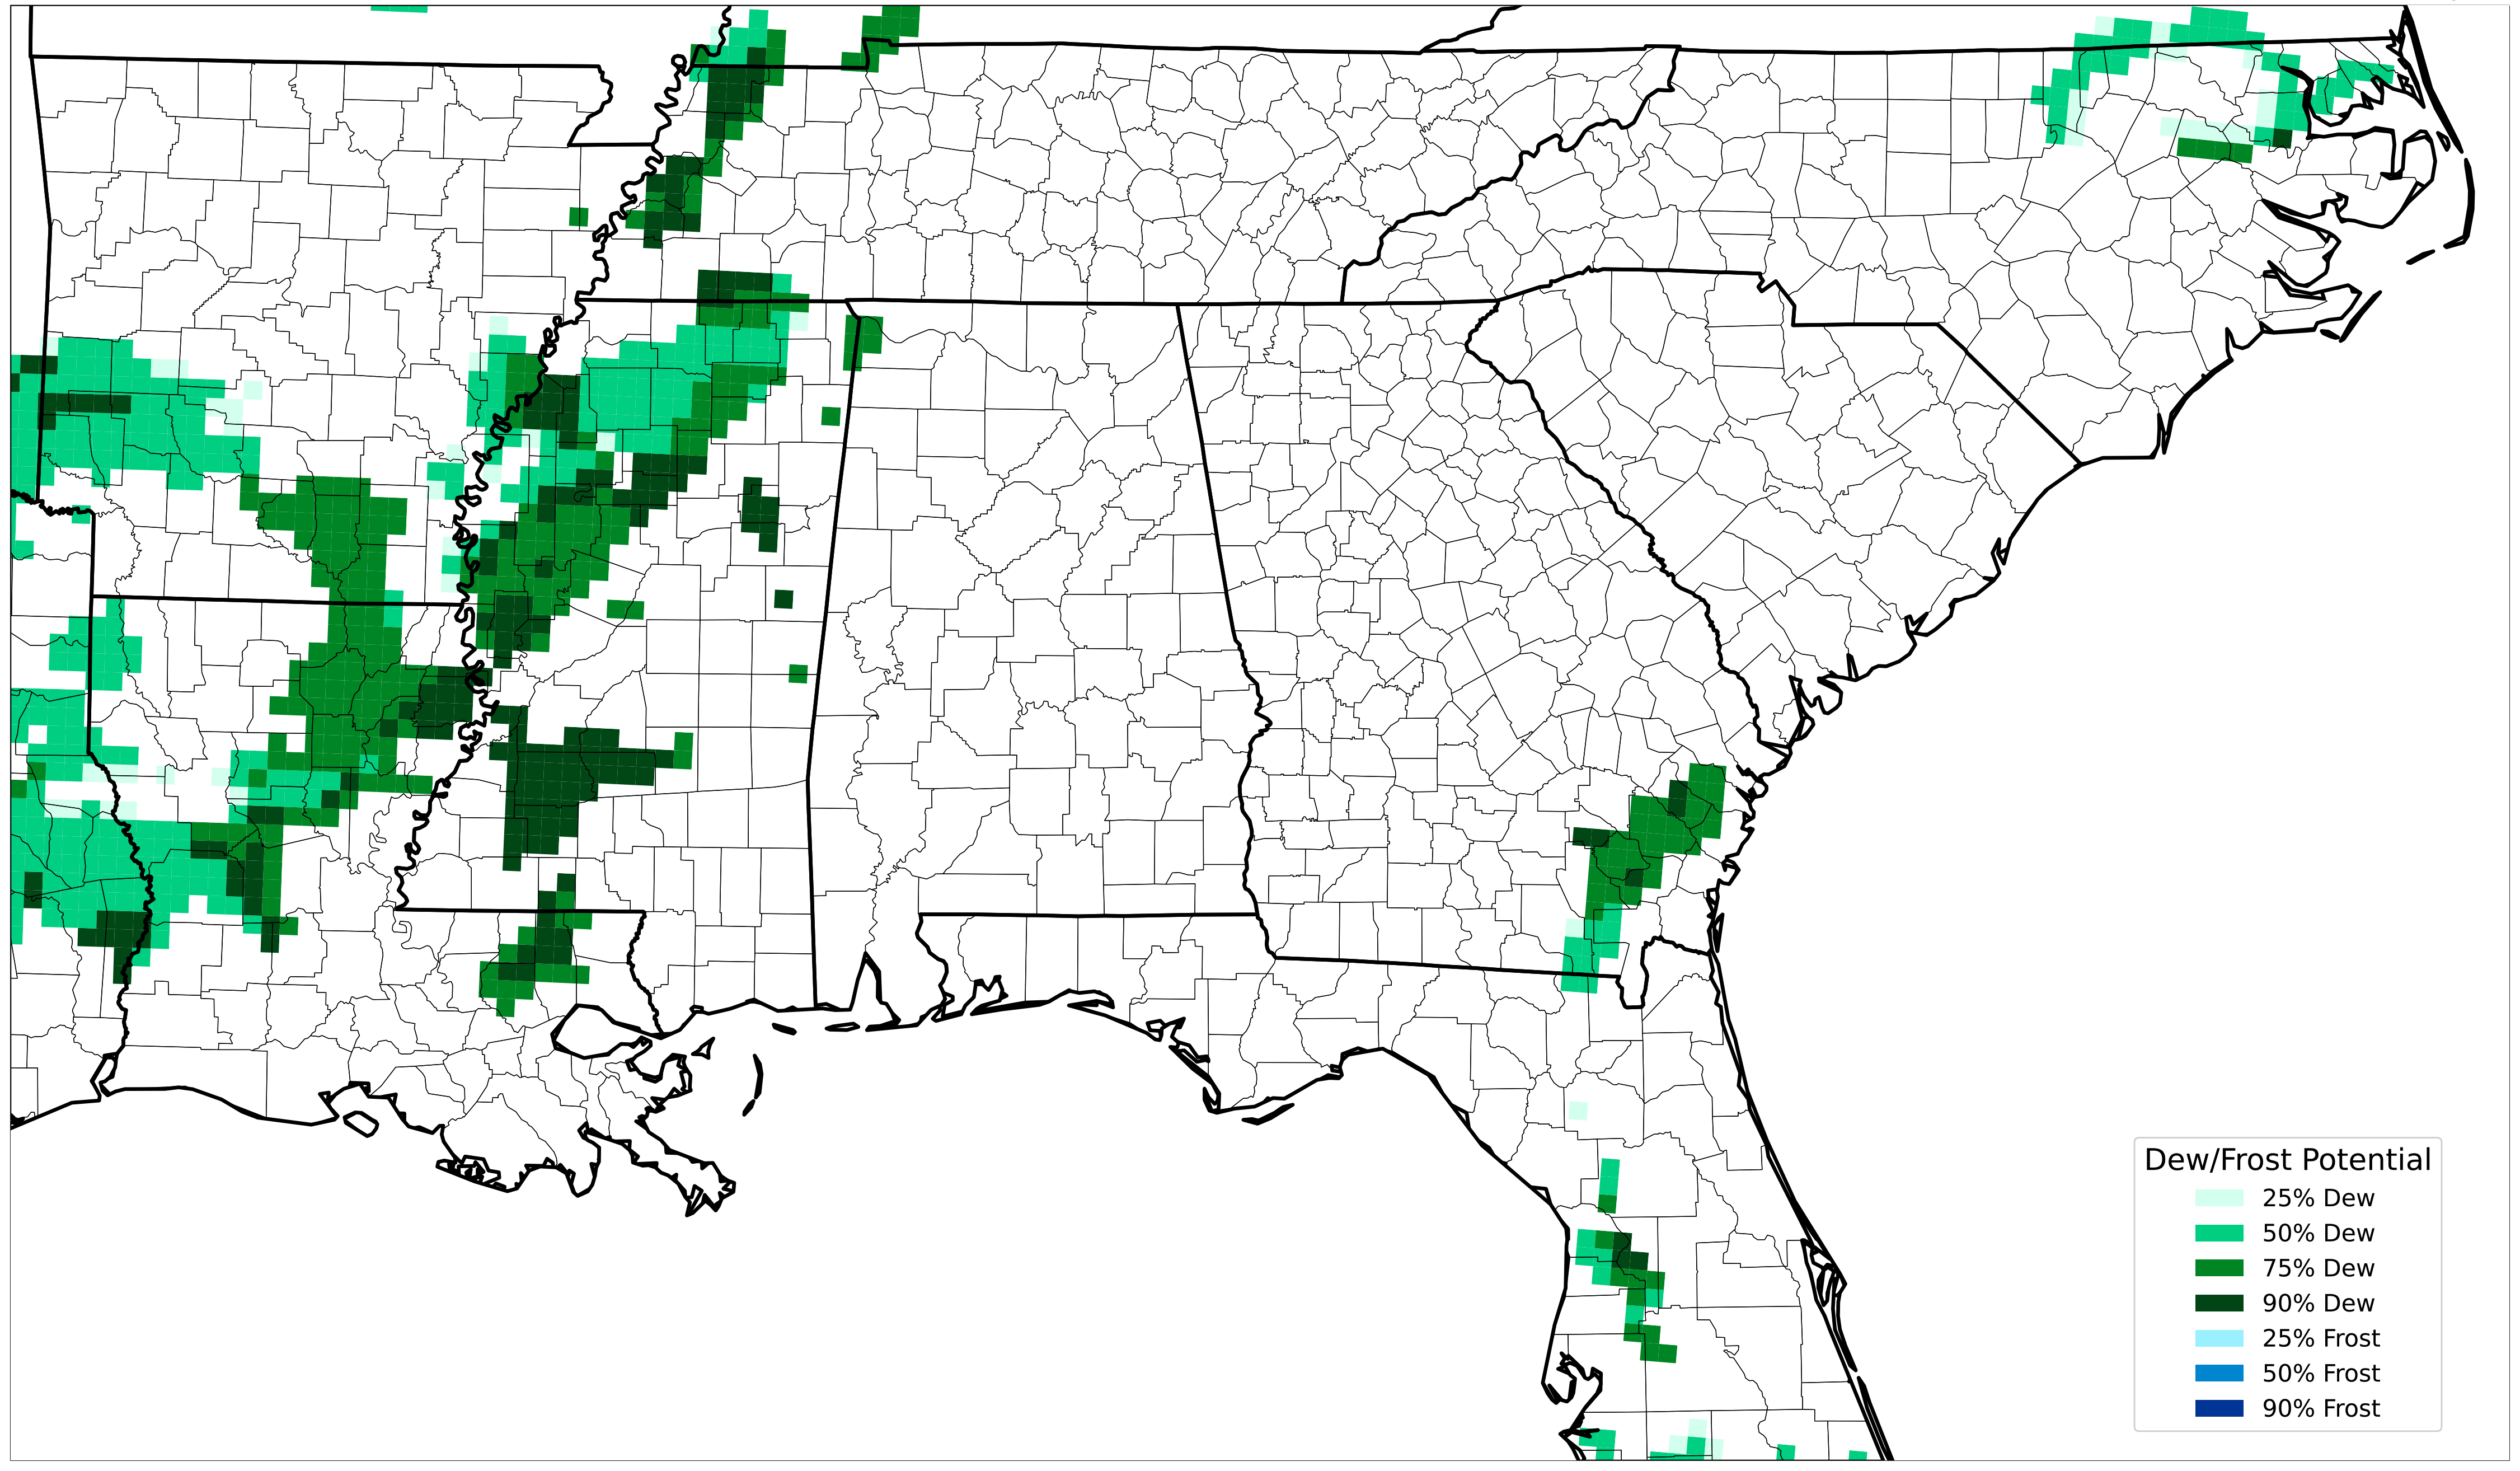 Dew/Frost Potential
25% Dew
50% Dew
75% Dew
90% Dew
25% Frost
50% Frost
90% Frost